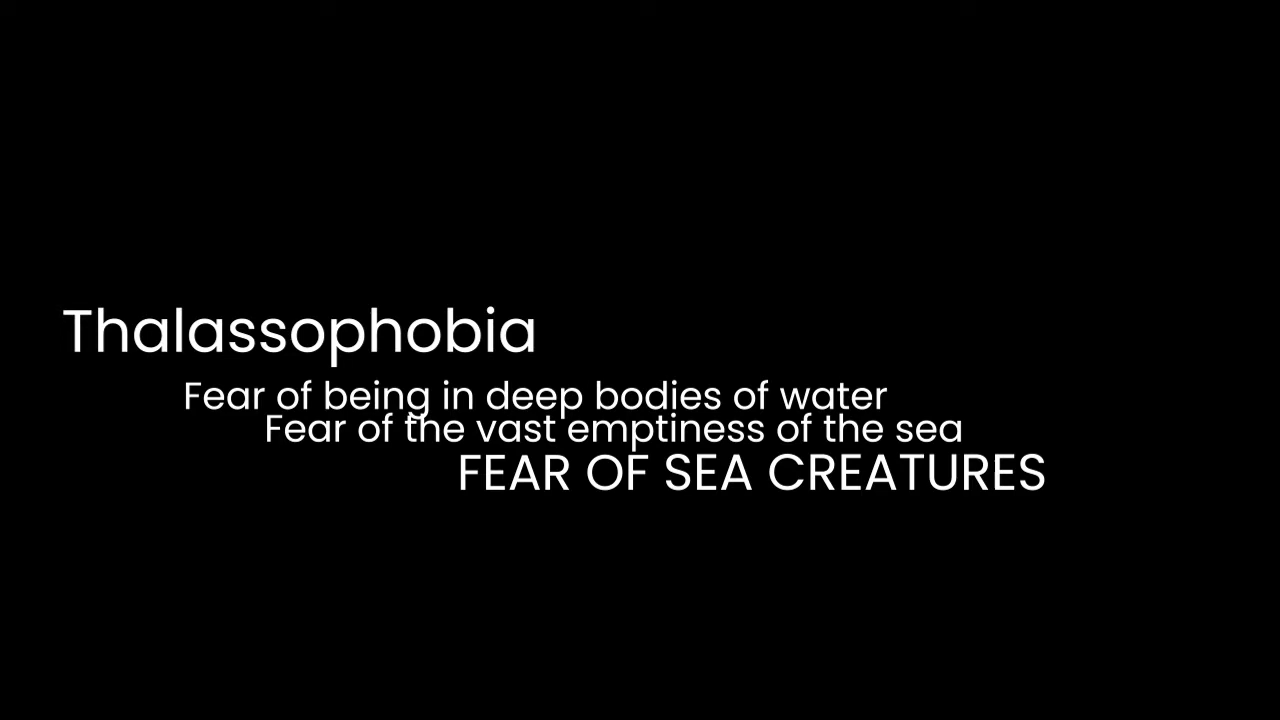 Thalassophobia
Fear of being in deep bodies of water
Fear of the vast emptiness of the sea
FEAR OF SEA CREATURES